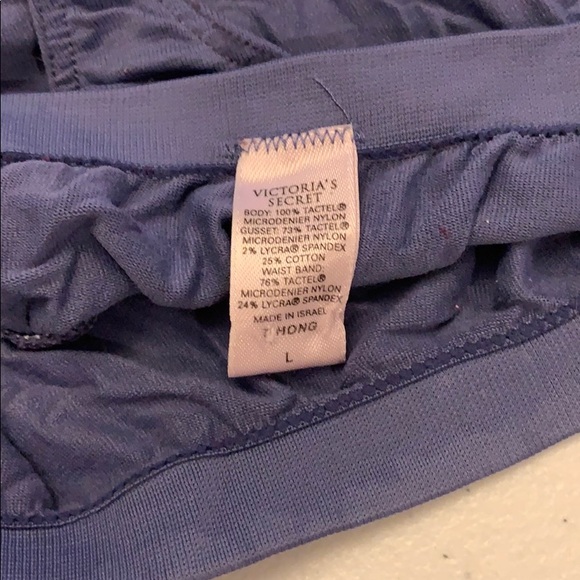 VICTORIA'S
SECRET
BODY: 100% TACTEL®
MICRODENIER NYLON
GUSSET: 73% TACTEL®
MICRODENIER NYLON
2% LYCRA® SPANDEX
25% COTTON
WAIST BAND:
76% TACTEL®
MICRODENIER NYLON
24% LYCRA® SPANDEX
MADE IN ISRAEL
THONG
L